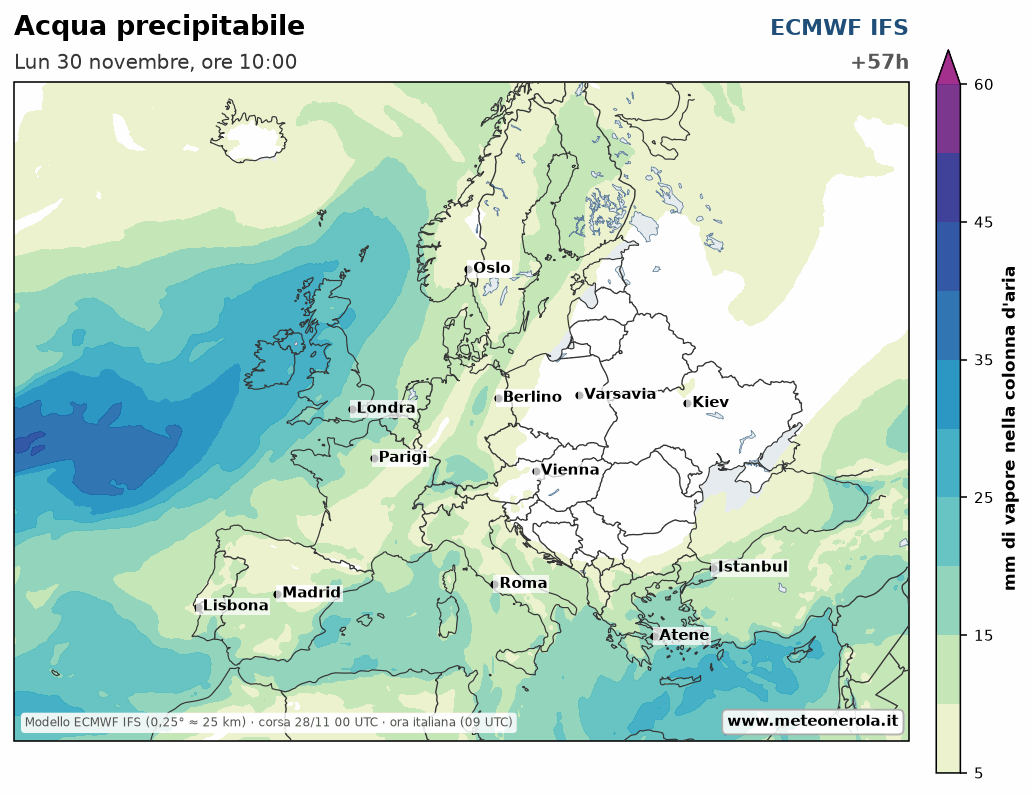 Acqua precipitabile
ECMWF IFS
Lun 30 novembre, ore 10:00
+57h
60
45
35
25
15
5
mm di vapore nella colonna d'aria
Oslo
Berlino
Varsavia
Kiev
Londra
Parigi
Vienna
Istanbul
Roma
Madrid
Lisbona
Atene
Modello ECMWF IFS (0,25° ≈ 25 km) · corsa 28/11 00 UTC · ora italiana (09 UTC)
www.meteonerola.it